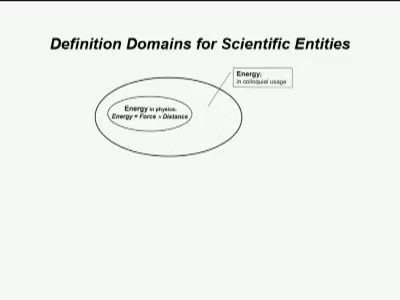 Definition Domains for Scientific Entities
Energy;
in colloquial usage
Energy in physics:
Energy = Force × Distance